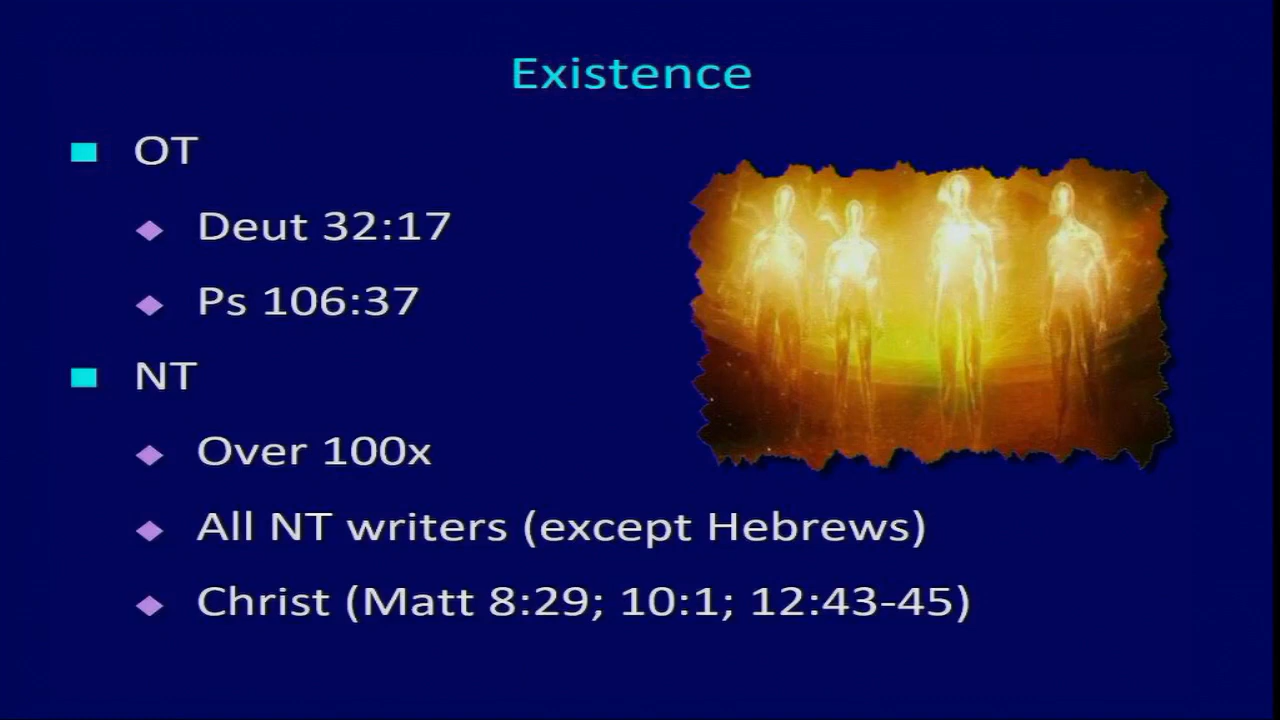 Existence
OT
Deut 32:17
Ps 106:37
NT
Over 100x
All NT writers (except Hebrews)
Christ (Matt 8:29; 10:1; 12:43-45)